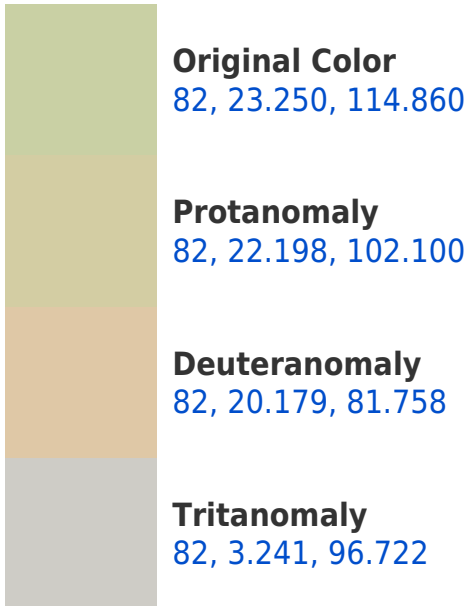 Original Color
82, 23.250, 114.860
Protanomaly
82, 22.198, 102.100
Deuteranomaly
82, 20.179, 81.758
Tritanomaly
82, 3.241, 96.722